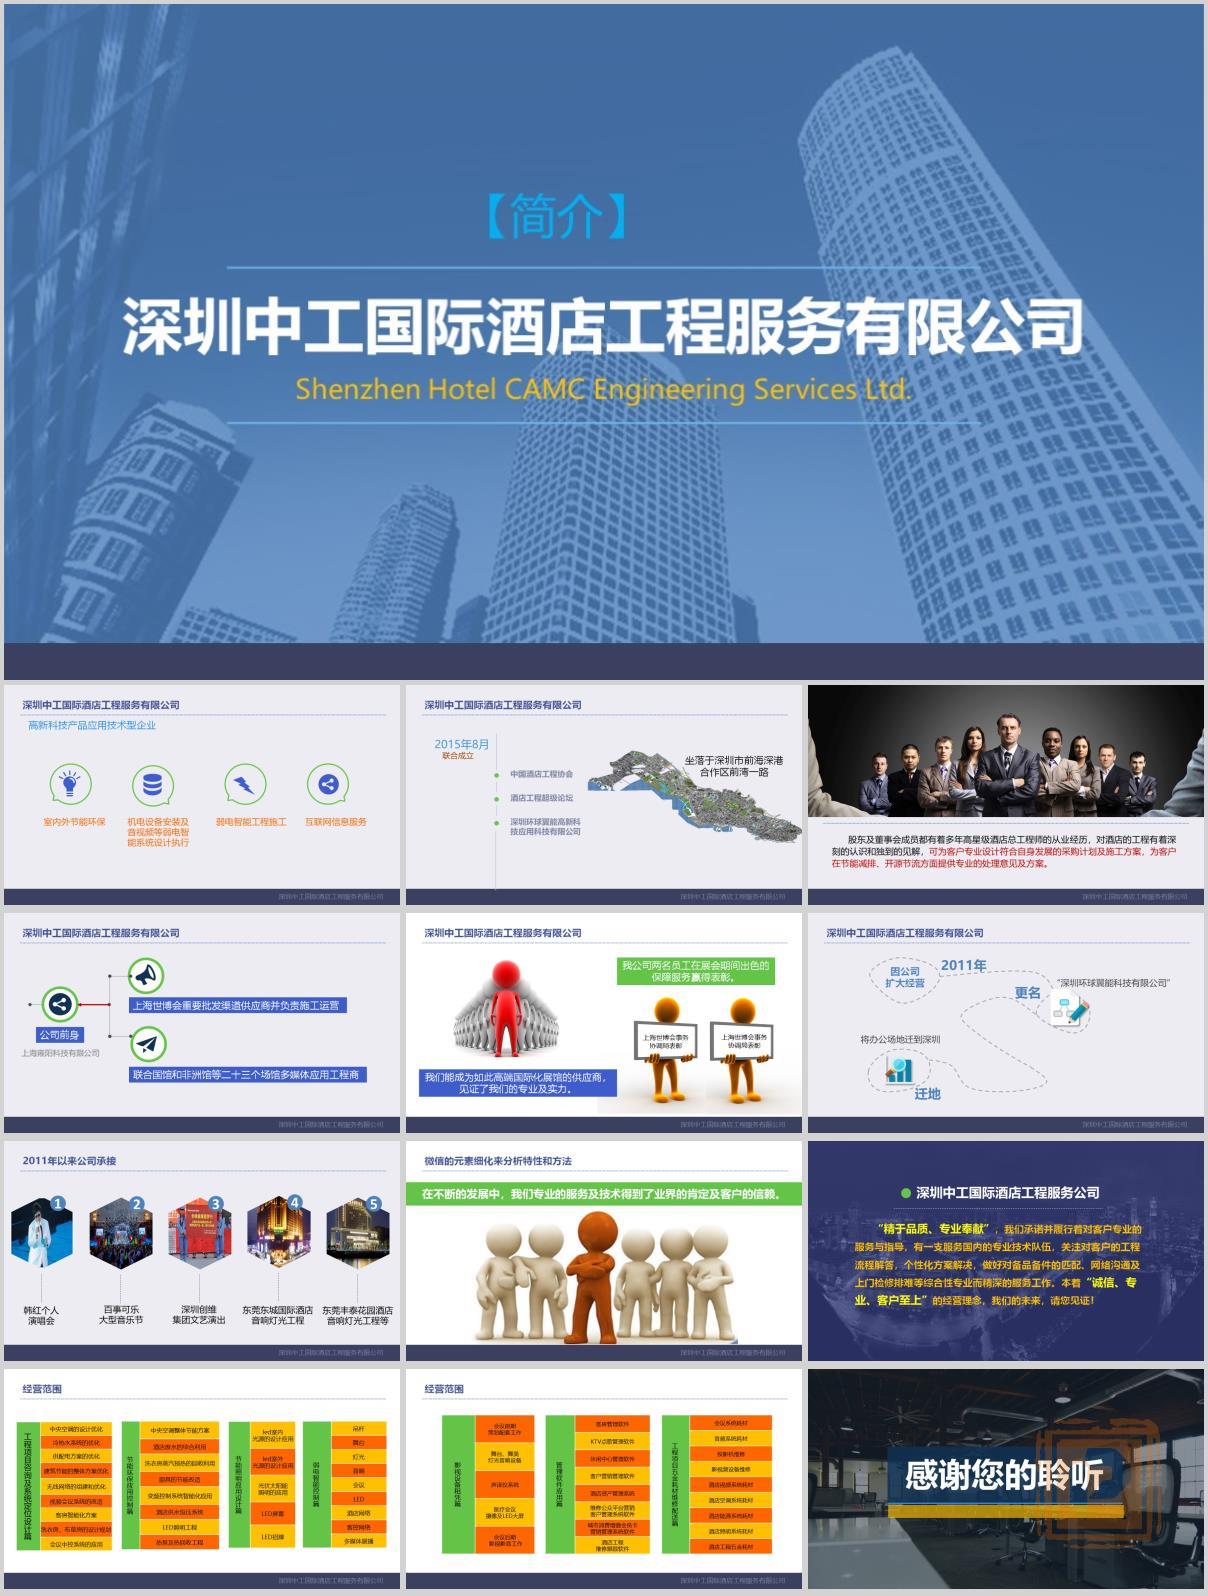 【简介】
深圳中工国际酒店工程服务有限公司
Shenzhen Hotel CAMC Engineering Services Ltd.
深圳中工国际酒店工程服务有限公司
高新科技产品应用技术型企业
室内外节能环保
机电设备安装及
音视频等弱电智
能系统设计执行
弱电智能工程施工
互联网信息服务
深圳中工国际酒店工程服务有限公司
深圳中工国际酒店工程服务有限公司
2015年8月
联合成立
中国酒店工程协会
酒店工程超级论坛
深圳环球翼能高新科
技应用科技有限公司
坐落于深圳市前海深港
合作区前湾一路
深圳中工国际酒店工程服务有限公司
股东及董事会成员都有着多年高星级酒店总工程师的从业经历，对酒店的工程有着深
刻的认识和独到的见解，可为客户专业设计符合自身发展的采购计划及施工方案，为客户
在节能减排、开源节流方面提供专业的处理意见及方案。
深圳中工国际酒店工程服务有限公司
深圳中工国际酒店工程服务有限公司
上海世博会重要批发渠道供应商并负责施工运营
公司前身
上海雍阳科技有限公司
联合国馆和非洲馆等二十三个场馆多媒体应用工程商
深圳中工国际酒店工程服务有限公司
深圳中工国际酒店工程服务有限公司
我公司两名员工在展会期间出色的
保障服务赢得表彰。
上海世博会事务
协调局表彰
上海世博会事务
协调局表彰
我们能成为如此高端国际化展馆的供应商，
见证了我们的专业及实力。
深圳中工国际酒店工程服务有限公司
深圳中工国际酒店工程服务有限公司
因公司
扩大经营
2011年
更名
“深圳环球翼能科技有限公司”
将办公场地迁到深圳
迁地
深圳中工国际酒店工程服务有限公司
2011年以来公司承接
1
2
3
4
5
韩红个人
演唱会
百事可乐
大型音乐节
深圳创维
集团文艺演出
东莞东城国际酒店
音响灯光工程
东莞丰泰花园酒店
音响灯光工程等
深圳中工国际酒店工程服务有限公司
微信的元素细化来分析特性和方法
在不断的发展中，我们专业的服务及技术得到了业界的肯定及客户的信赖。
深圳中工国际酒店工程服务有限公司
深圳中工国际酒店工程服务公司
“精于品质、专业奉献”，我们承诺并履行着对客户专业的
服务与指导，有一支服务国内的专业技术队伍，关注对客户的工程
流程解答，个性化方案解决，做好对备品备件的匹配、网络沟通及
上门检修排难等综合性专业而精深的服务工作。本着“诚信、专
业、客户至上”的经营理念，我们的未来，请您见证！
经营范围
工程项目咨询及系统定位设计篇
中央空调的设计优化
冷热水系统的优化
供配电方案的优化
建筑节能的整体方案优化
无线网络的组建和优化
视频会议系统的改造
客房智能化方案
洗衣房、布草房的设计规划
会议中控系统的应用
节能环保应用控制篇
中央空调整体节能方案
酒店废水的综合利用
洗衣房蒸汽预热的回收利用
厨具的节能改造
变频控制系统智能化应用
酒店供水恒压系统
LED照明工程
热泵及热回收工程
节能照明应用设计篇
led室内
光源的设计应用
led室外
光源的设计应用
光伏太阳能
照明的应用
LED屏幕
LED招牌
弱电智能控制篇
吊杆
舞台
灯光
音响
会议
LED
酒店网络
客控网络
多媒体展播
深圳中工国际酒店工程服务有限公司
经营范围
影视设备租凭篇
会议前期
策划配套工作
舞台、舞美
灯光音响设备
同声译系统
医疗会议
摄像及LED大屏
会议后期
影视断直工作
管理软件应用篇
客房管理软件
KTV点歌管理软件
休闲中心管理软件
客户营销管理软件
酒店资产管理系统
维修公众平台营销
客户管理系统软件
城市消费增值会员卡
营销管理系统软件
酒店工程
维修跟踪软件
工程项目五金耗材维修配送篇
会议系统耗材
音响系统耗材
投影机维修
影视频设备维修
酒店视频系统耗材
酒店空调系统耗材
酒店能源系统耗材
酒店照明系统耗材
酒店工程五金耗材
深圳中工国际酒店工程服务有限公司
感谢您的聆听